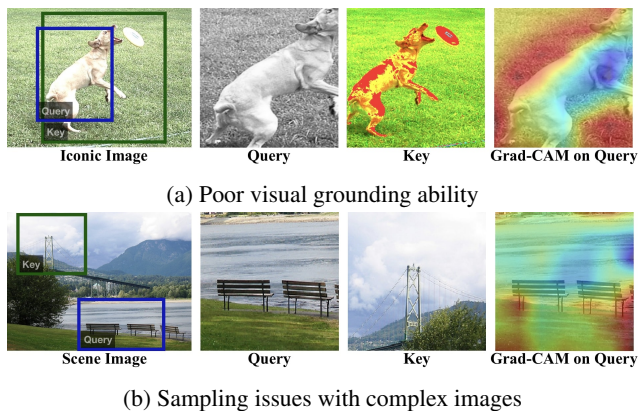 Query
Key
Iconic Image
Query
Key
Grad-CAM on Query
(a) Poor visual grounding ability
Key
Query
Scene Image
Query
Key
Grad-CAM on Query
(b) Sampling issues with complex images